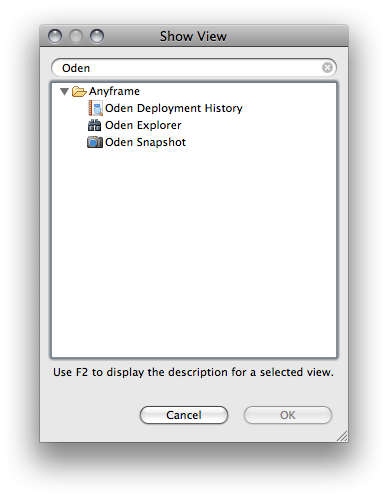 Show View
Oden
Anyframe
Oden Deployment History
Oden Explorer
Oden Snapshot
Use F2 to display the description for a selected view.
Cancel
OK